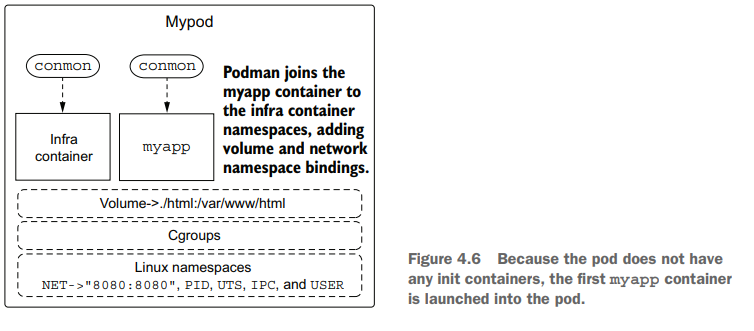 Mypod
conmon
conmon
Podman joins the
myapp container to
the infra container
namespaces, adding
volume and network
namespace bindings.
Infra
container
myapp
Volume->./html:/var/www/html
Cgroups
Linux namespaces
NET->"8080:8080", PID, UTS, IPC, and USER
Figure 4.6 Because the pod does not have
any init containers, the first myapp container
is launched into the pod.